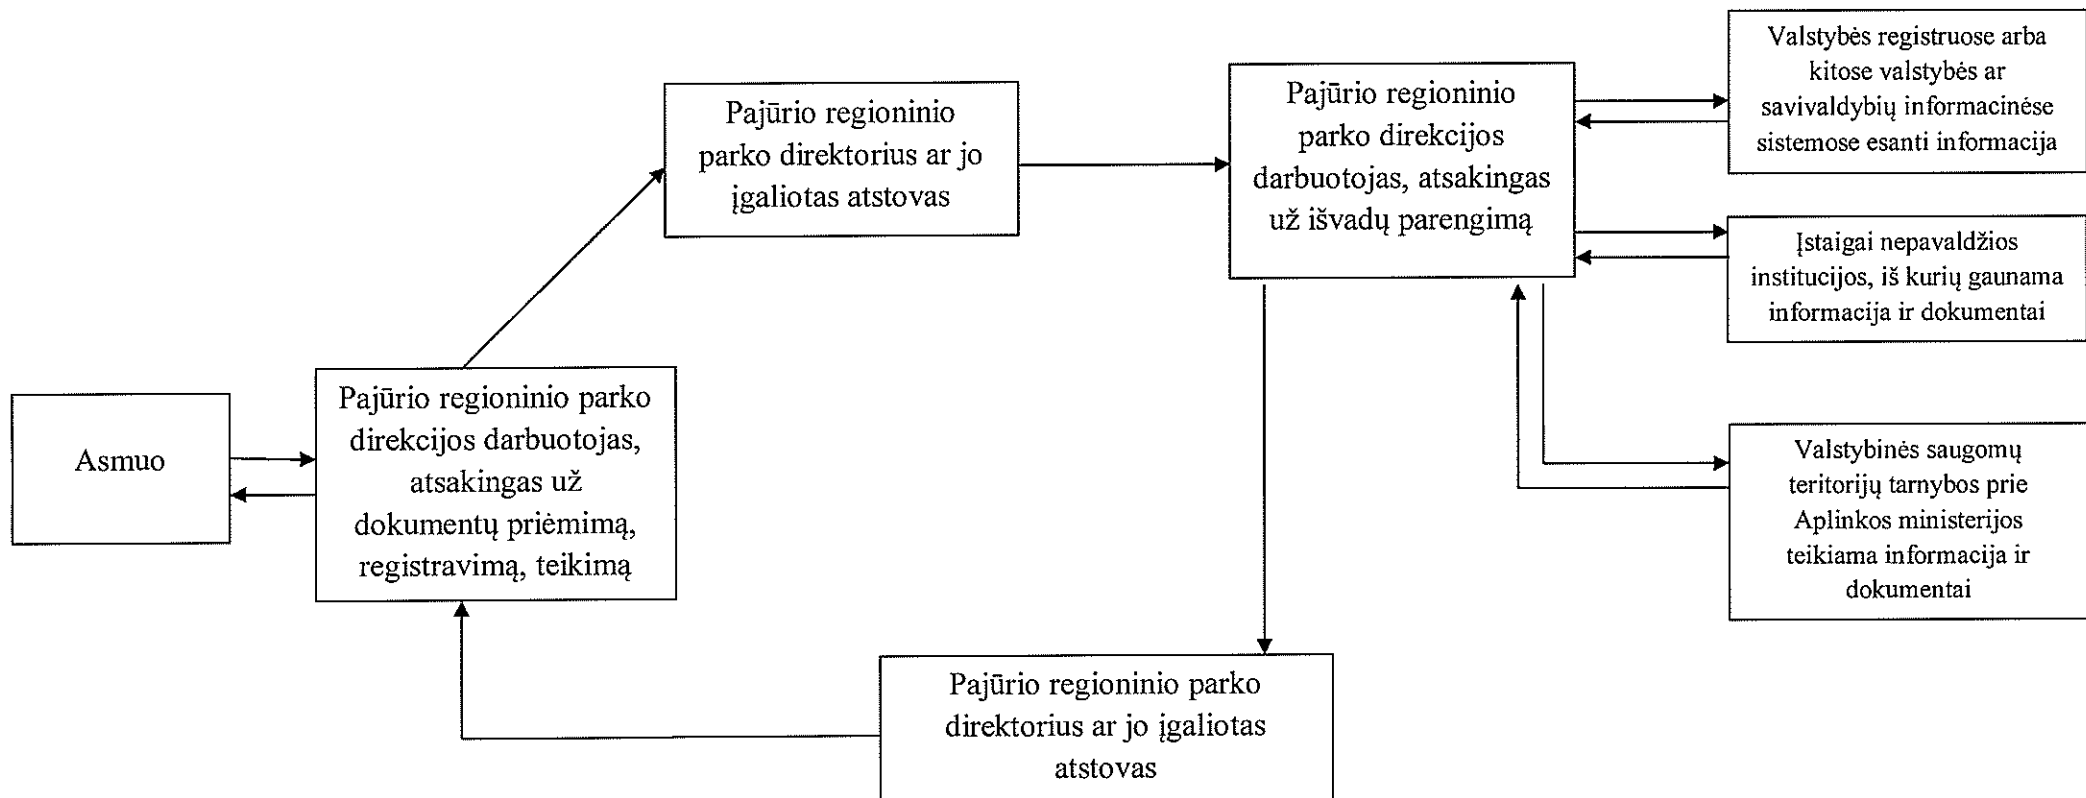 Asmuo
Pajūrio regioninio parko
direkcijos darbuotojas,
atsakingas už
dokumentų priėmimą,
registravimą, teikimą
Pajūrio regioninio
parko direktorius ar jo
įgaliotas atstovas
Pajūrio regioninio
parko direkcijos
darbuotojas, atsakingas
už išvadų parengimą
Valstybės registruose arba
kitose valstybės ar
savivaldybių informacinėse
sistemose esanti informacija
Įstaigai nepavaldžios
institucijos, iš kurių gaunama
informacija ir dokumentai
Valstybinės saugomų
teritorijų tarnybos prie
Aplinkos ministerijos
teikiama informacija ir
dokumentai
Pajūrio regioninio parko
direktorius ar jo įgaliotas
atstovas